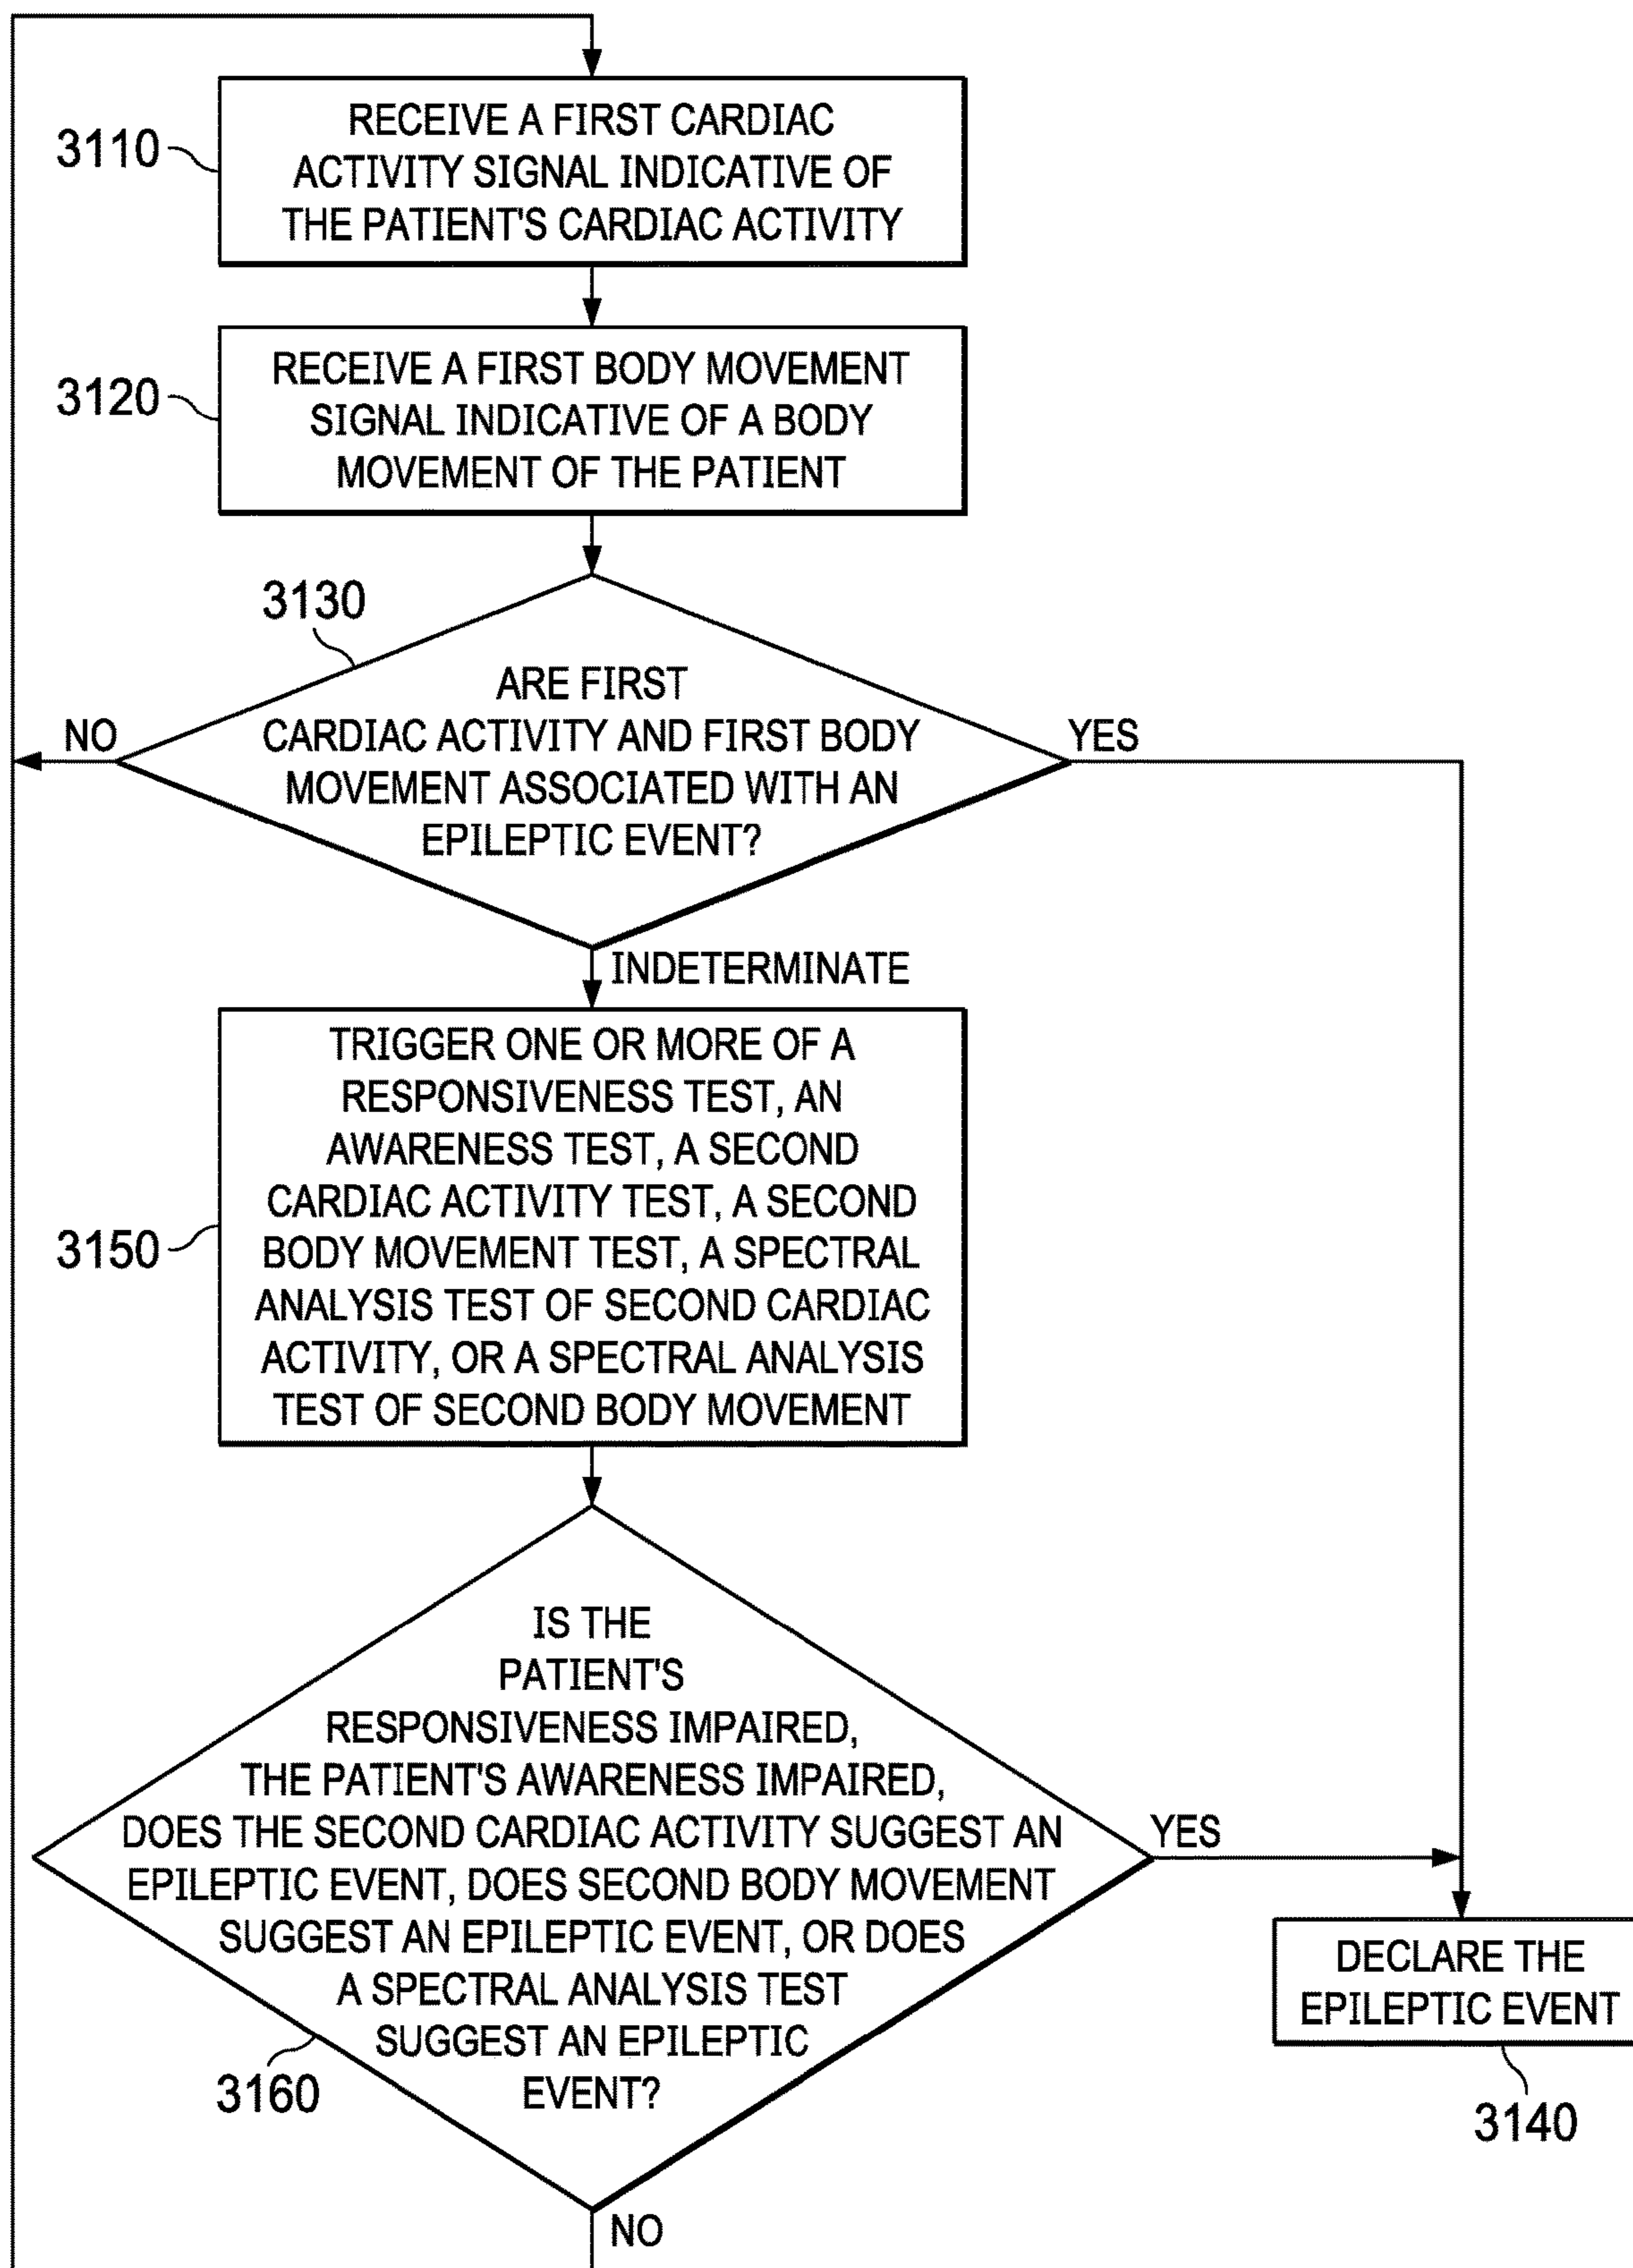 3110
RECEIVE A FIRST CARDIAC
ACTIVITY SIGNAL INDICATIVE OF
THE PATIENT'S CARDIAC ACTIVITY
3120
RECEIVE A FIRST BODY MOVEMENT
SIGNAL INDICATIVE OF A BODY
MOVEMENT OF THE PATIENT
3130
ARE FIRST
CARDIAC ACTIVITY AND FIRST BODY
MOVEMENT ASSOCIATED WITH AN
EPILEPTIC EVENT?
NO
YES
INDETERMINATE
3150
TRIGGER ONE OR MORE OF A
RESPONSIVENESS TEST, AN
AWARENESS TEST, A SECOND
CARDIAC ACTIVITY TEST, A SECOND
BODY MOVEMENT TEST, A SPECTRAL
ANALYSIS TEST OF SECOND CARDIAC
ACTIVITY, OR A SPECTRAL ANALYSIS
TEST OF SECOND BODY MOVEMENT
IS THE
PATIENT'S
RESPONSIVENESS IMPAIRED,
THE PATIENT'S AWARENESS IMPAIRED,
DOES THE SECOND CARDIAC ACTIVITY SUGGEST AN
EPILEPTIC EVENT, DOES SECOND BODY MOVEMENT
SUGGEST AN EPILEPTIC EVENT, OR DOES
A SPECTRAL ANALYSIS TEST
SUGGEST AN EPILEPTIC
EVENT?
3160
YES
NO
DECLARE THE
EPILEPTIC EVENT
3140